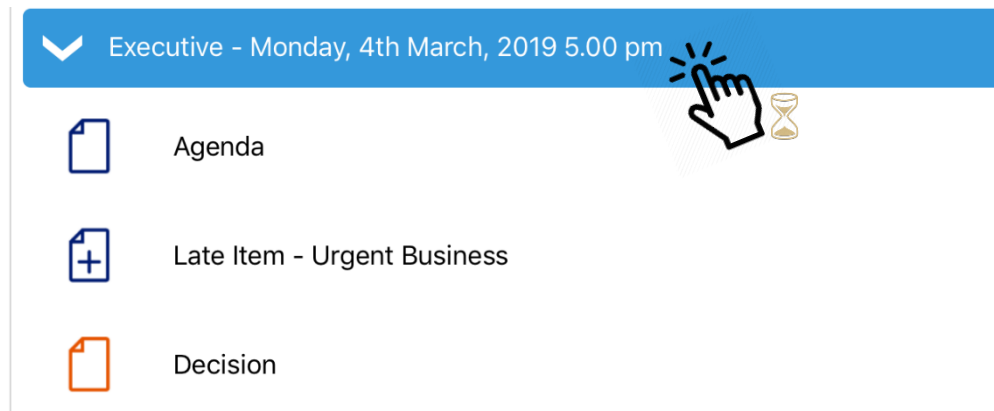 Executive - Monday, 4th March, 2019 5.00 pm
Agenda
Late Item - Urgent Business
Decision